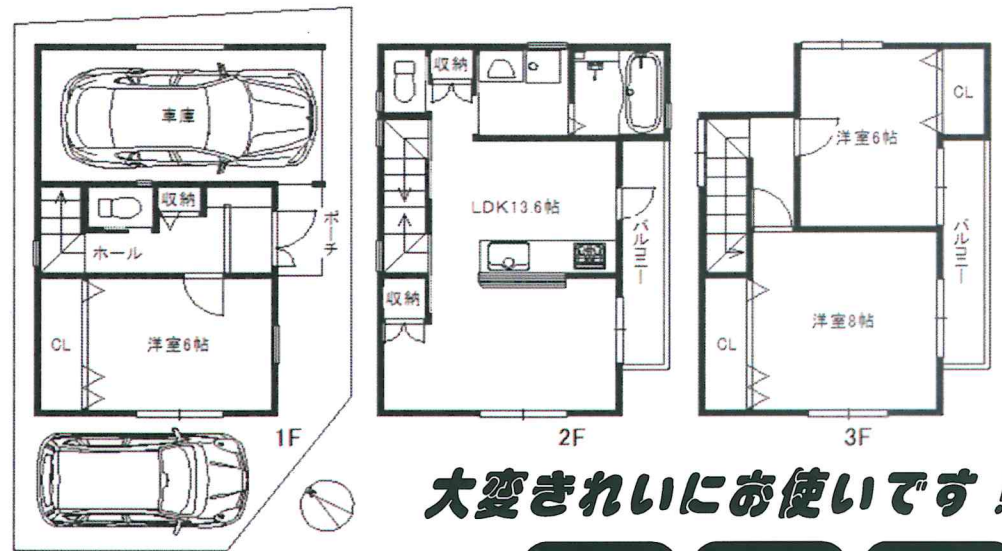 車庫
収納
ホール
ポーチ
CL
洋室6帖
1F
収納
LDK13.6帖
バルコニー
収納
2F
CL
洋室6帖
バルコニー
洋室8帖
CL
3F
大変きれいにお使いです!